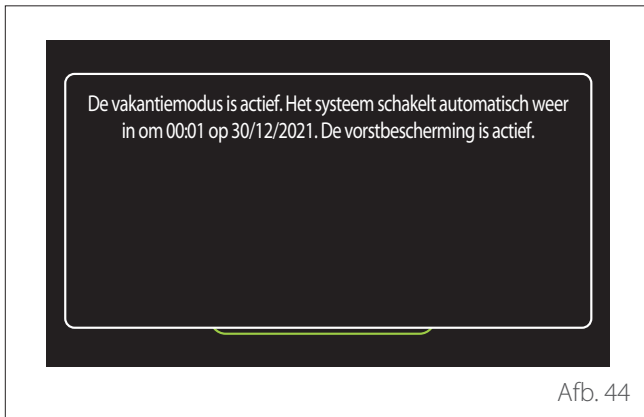 De vakantiemodus is actief. Het systeem schakelt automatisch weer
in om 00:01 op 30/12/2021. De vorstbescherming is actief.
Afb. 44